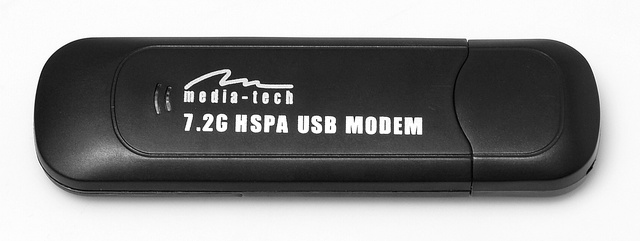 media-tech
7.2G HSPA USB MODEM